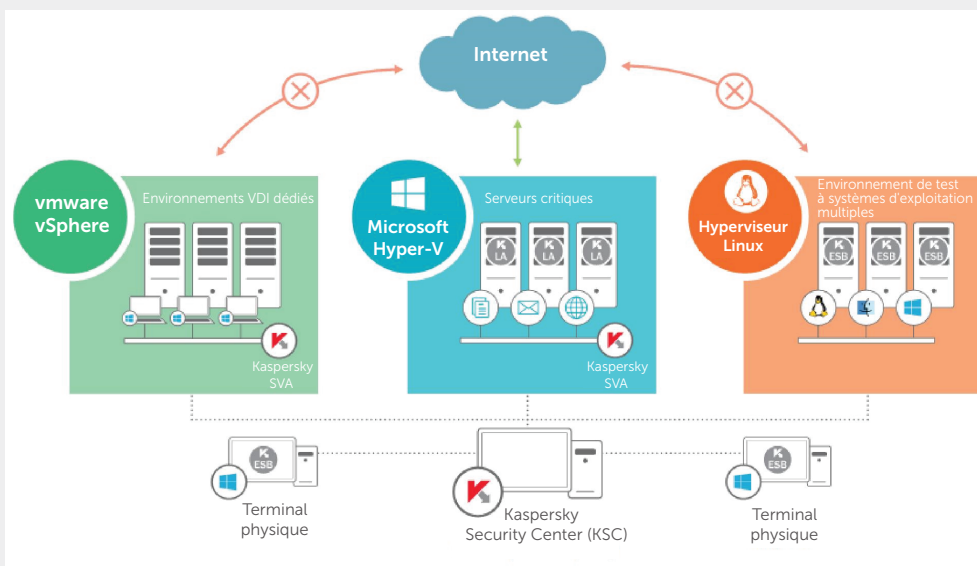 Internet
vmware
vSphere
Environnements VDI dédiés
Microsoft
Hyper-V
Serveurs critiques
K
LA
K
LA
K
LA
Hyperviseur
Linux
Environnement de test
à systèmes d'exploitation
multiples
K
ESB
K
ESB
K
ESB
Kaspersky
SVA
Kaspersky
SVA
K
ESB
Terminal
physique
Kaspersky
Security Center (KSC)
K
ESB
Terminal
physique